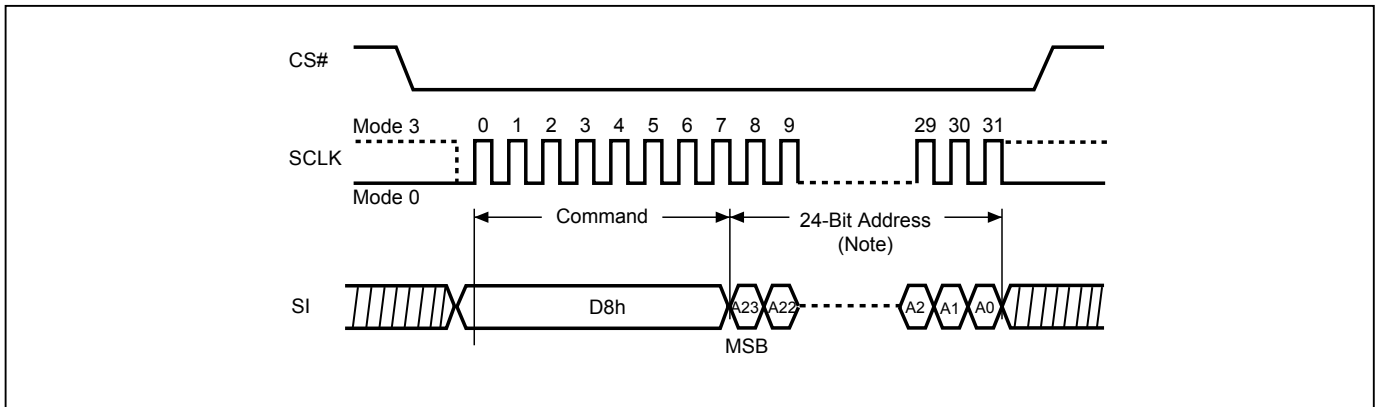 CS#
Mode 3
0 1 2 3 4 5 6 7 8 9 29 30 31
SCLK
Mode 0
Command
24-Bit Address
(Note)
SI
D8h
A23 A22 A2 A1 A0
MSB